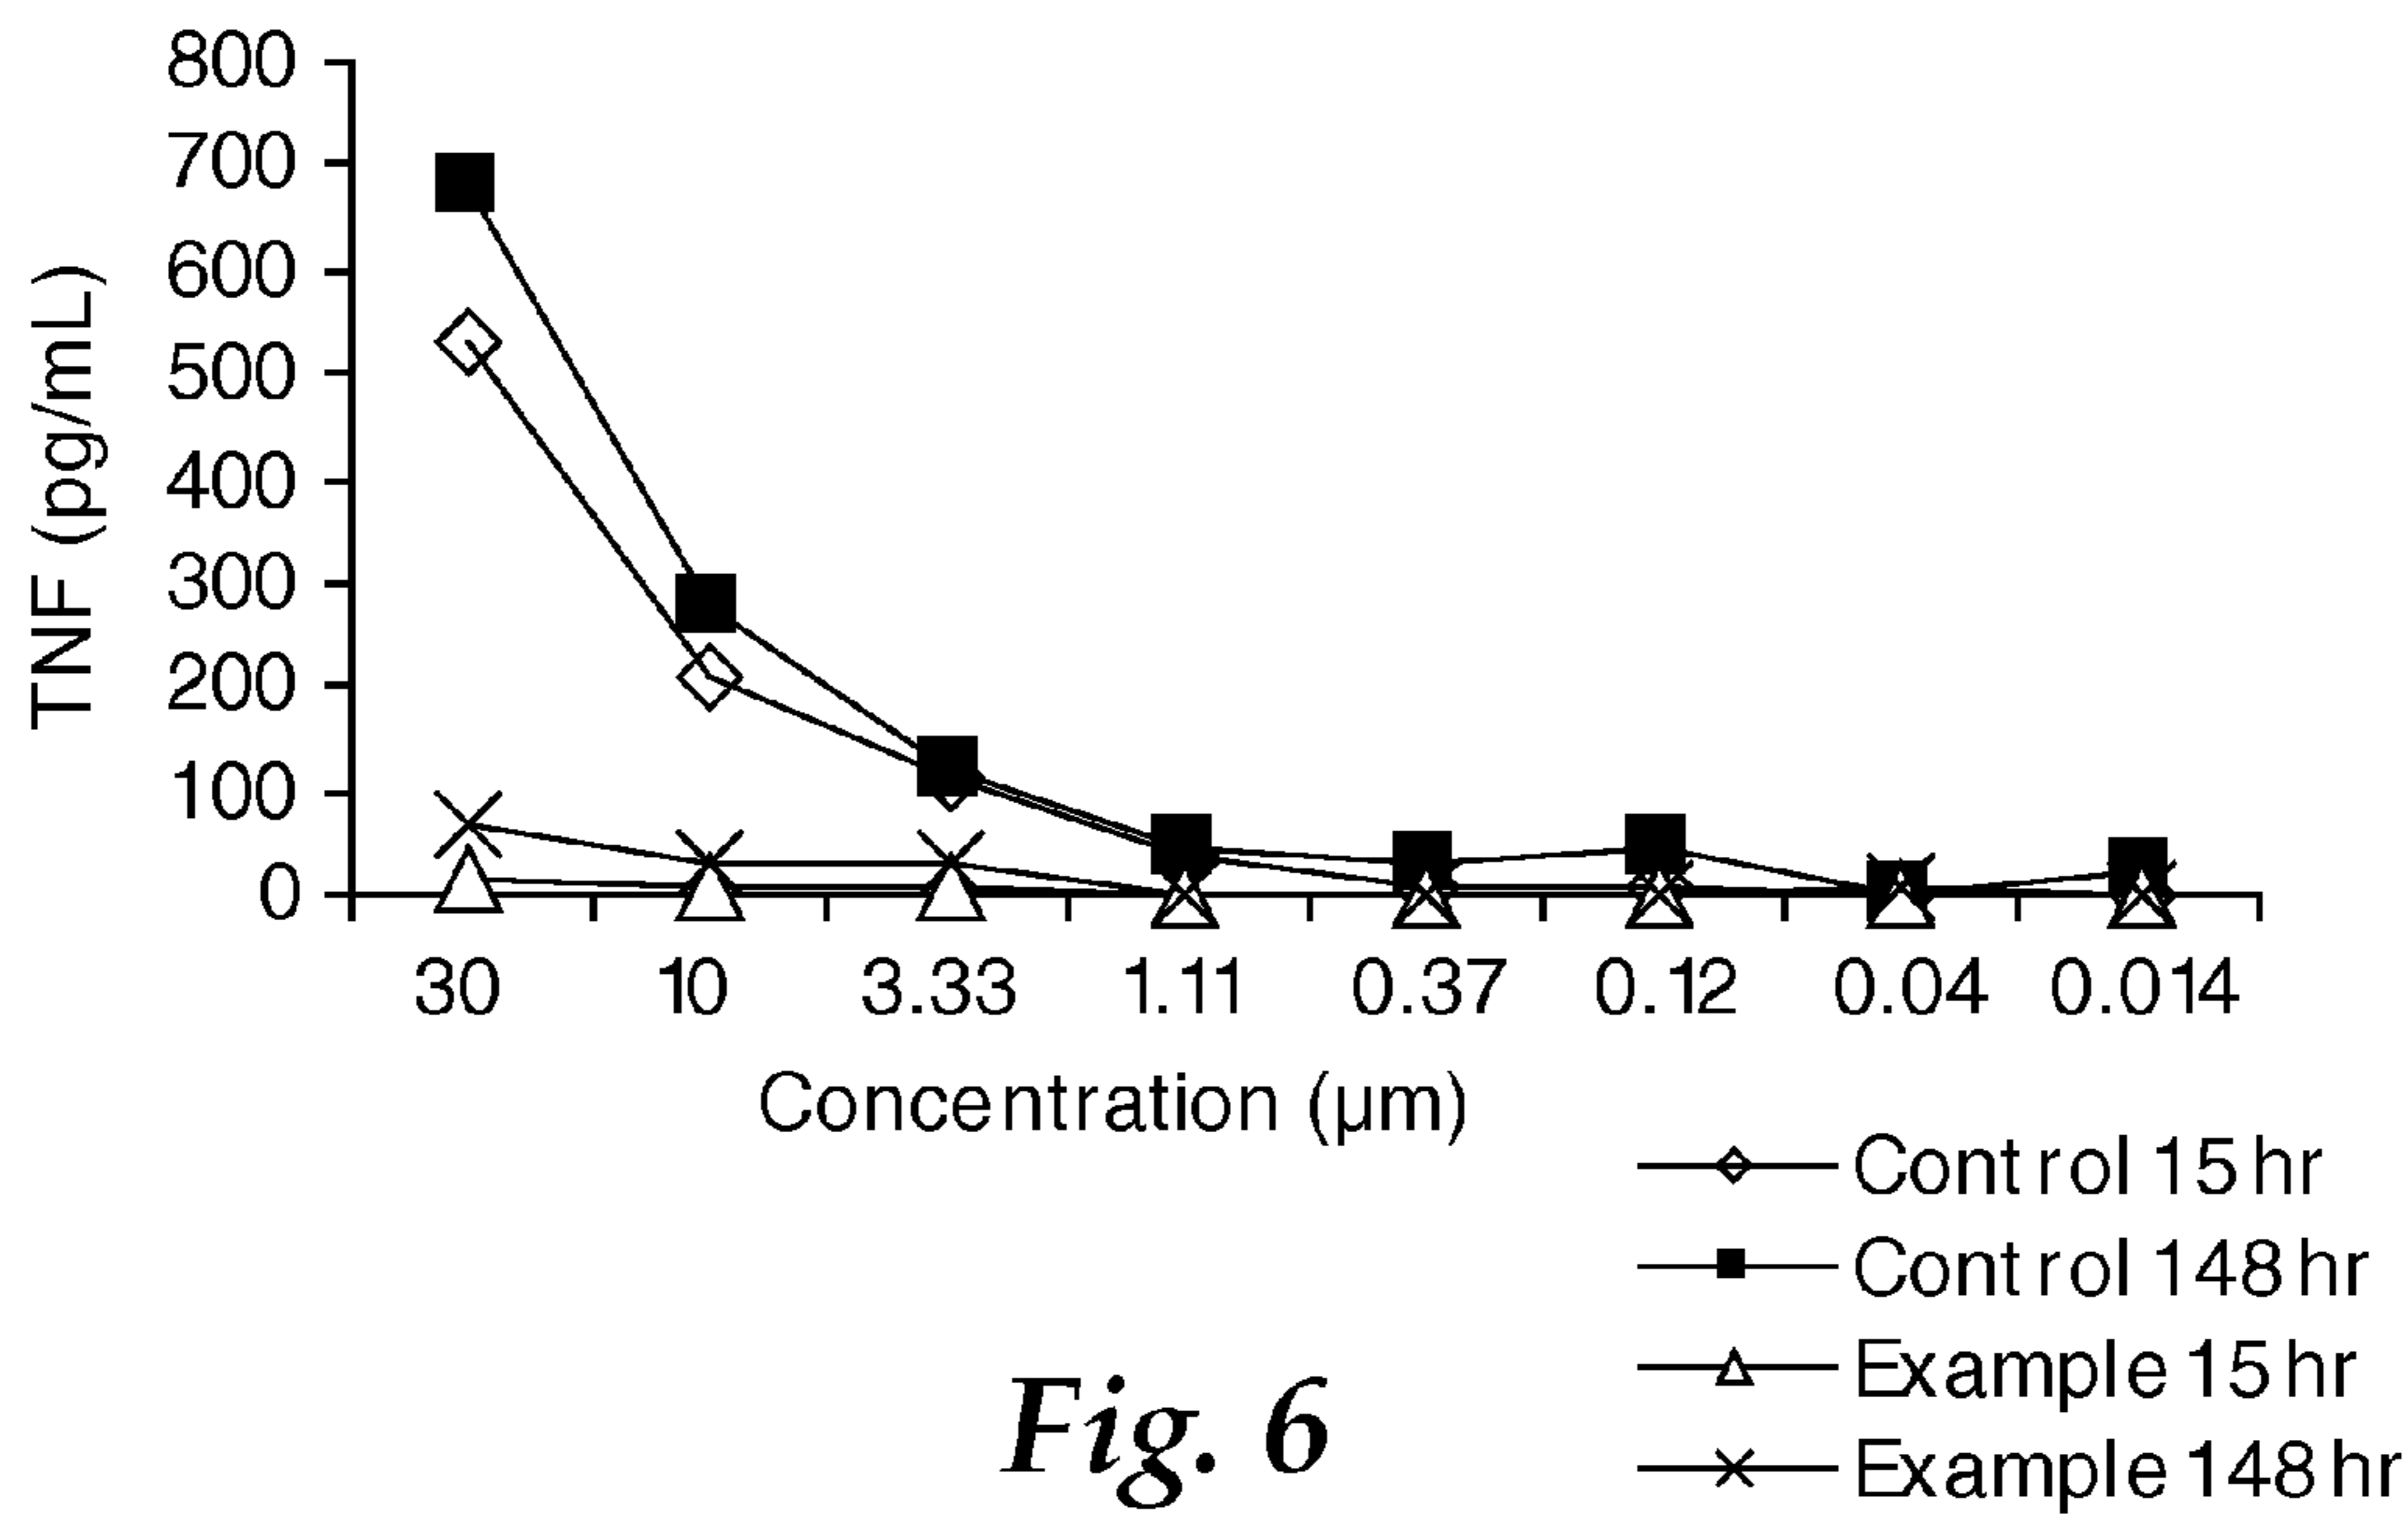 800
700
600
500
400
300
200
100
0
TNF (pg/mL)
30 10 3.33 1.11 0.37 0.12 0.04 0.014
Concentration (µm)
Control 15 hr
Control 148 hr
Example 15 hr
Example 148 hr
Fig. 6